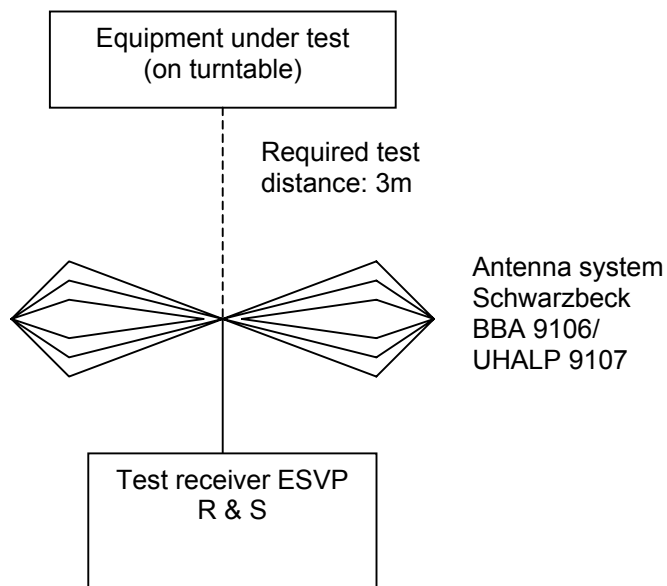 Equipment under test
(on turntable)
Required test
distance: 3m
Antenna system
Schwarzbeck
BBA 9106/
UHALP 9107
Test receiver ESVP
R & S